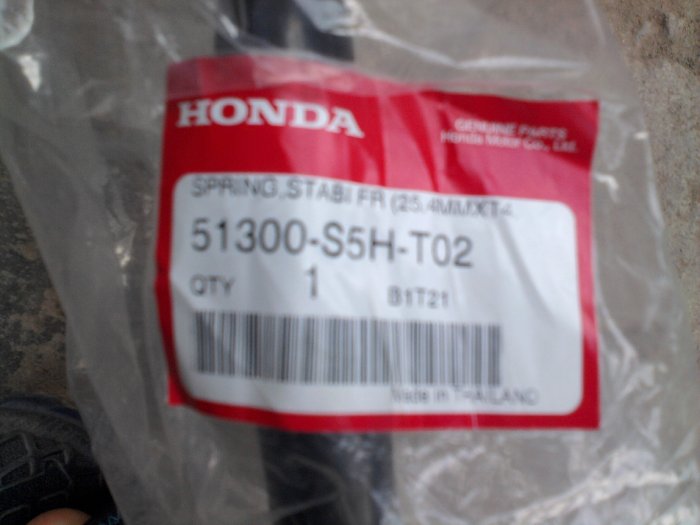 HONDA
GENUINE PARTS
Honda Motor Co., Ltd.
SPRING,STABI FR (25.4MMXT4
51300-S5H-T02
QTY 1 B1T21
Made in THAILAND